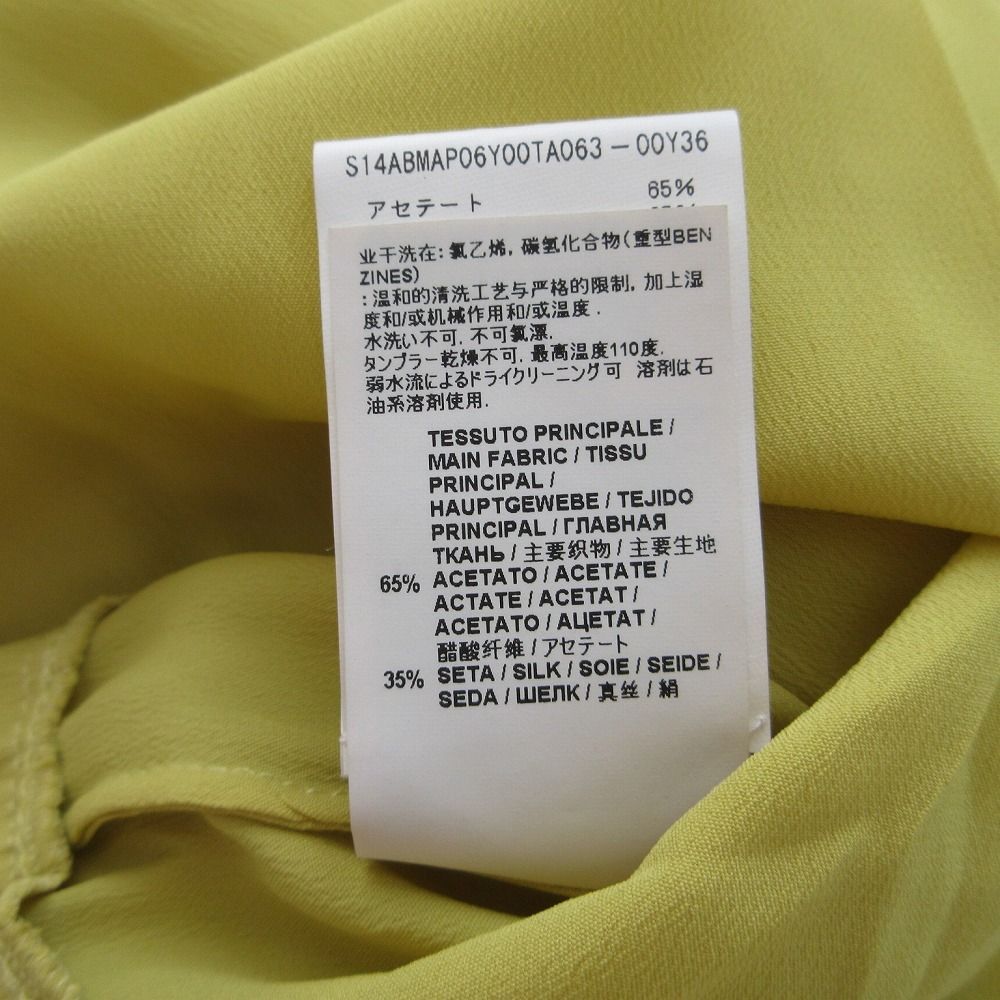 S14ABMAP06Y00TA063-00Y36
アセテート 65%
业干洗在: 氯乙烯, 碳氢化合物(重型BEN
ZINES)
:温和的清洗工艺与严格的限制, 加上湿
度和/或机械作用和/或温度.
水洗い不可. 不可氯漂.
タンブラー乾燥不可. 最高温度110度.
弱水流によるドライクリーニング可 溶剤は石
油系溶剤使用.
TESSUTO PRINCIPALE /
MAIN FABRIC / TISSU
PRINCIPAL /
HAUPTGEWEBE / TEJIDO
PRINCIPAL / ГЛАВНАЯ
ТКАНЬ / 主要织物 / 主要生地
65% ACETATO / ACETATE /
ACTATE / ACETAT /
ACETATO / АЦЕТАТ /
醋酸纤维 / アセテート
35% SETA / SILK / SOIE / SEIDE /
SEDA / ШЕЛК / 真丝 / 絹